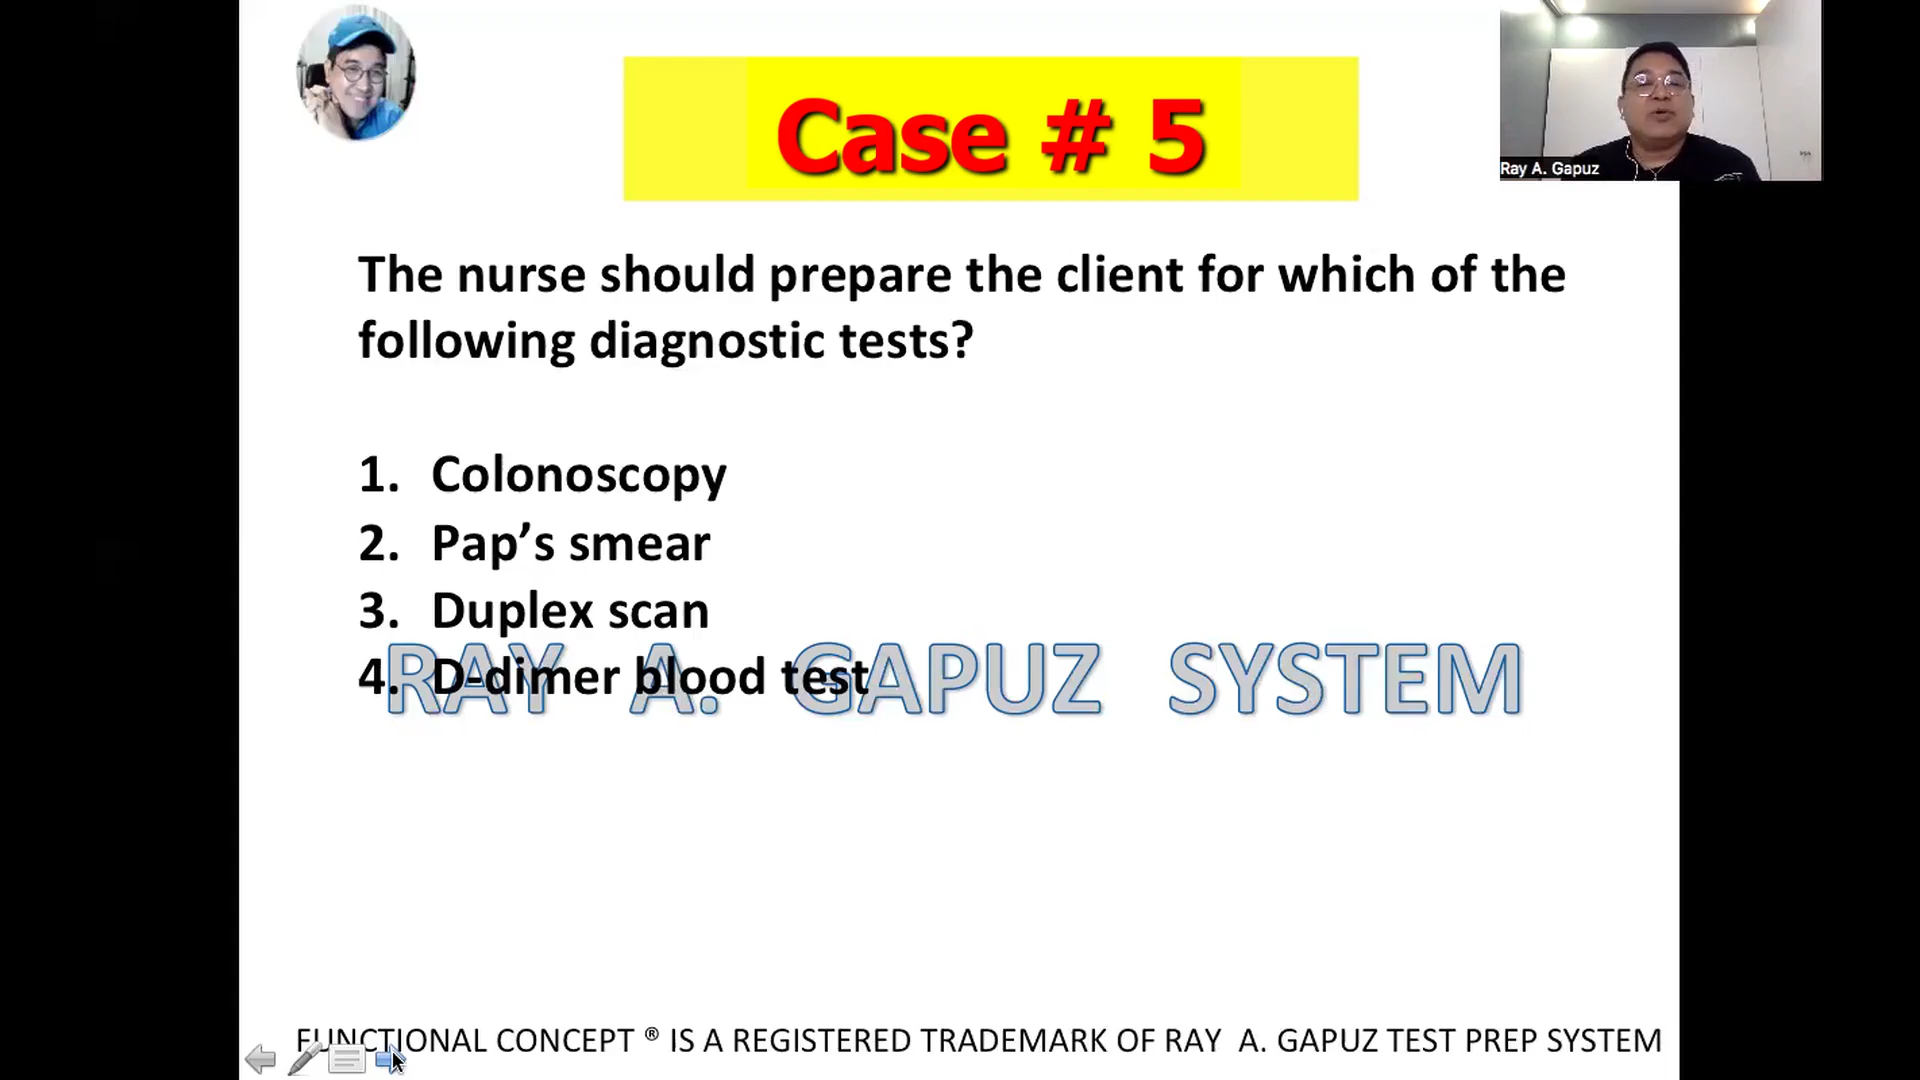 Case # 5
Ray A. Gapuz
The nurse should prepare the client for which of the
following diagnostic tests?
1. Colonoscopy
2. Pap’s smear
3. Duplex scan
4. D-dimer blood test
RAY A. GAPUZ SYSTEM
FUNCTIONAL CONCEPT ® IS A REGISTERED TRADEMARK OF RAY A. GAPUZ TEST PREP SYSTEM